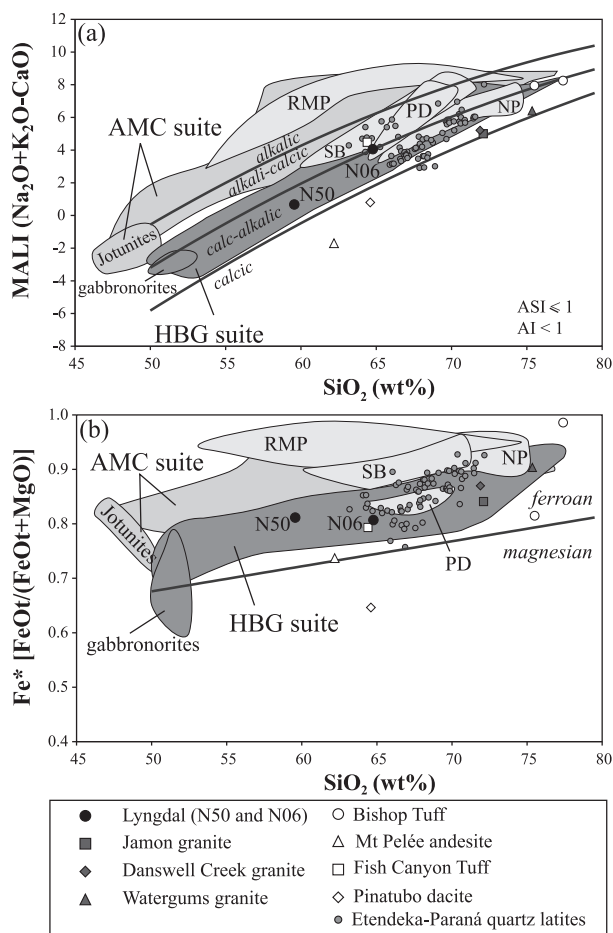 (a)
MALI (Na₂O+K₂O-CaO)
12
10
8
6
4
2
0
-2
-4
-6
-8
AMC suite
RMP
PD
NP
SB
N06
N50
alkalic
alkali-calcic
calc-alkalic
calcic
Jotunites
gabbronorites
HBG suite
ASI ⩽ 1
AI < 1
45 50 55 60 65 70 75 80
SiO₂ (wt%)
(b)
Fe* [FeOt/(FeOt+MgO)]
1.0
0.9
0.8
0.7
0.6
0.5
0.4
AMC suite
RMP
SB
NP
Jotunites
N50
N06
PD
ferroan
magnesian
HBG suite
gabbronorites
45 50 55 60 65 70 75 80
SiO₂ (wt%)
Lyngdal (N50 and N06)
Jamon granite
Danswell Creek granite
Watergums granite
Bishop Tuff
Mt Pelée andesite
Fish Canyon Tuff
Pinatubo dacite
Etendeka-Paraná quartz latites